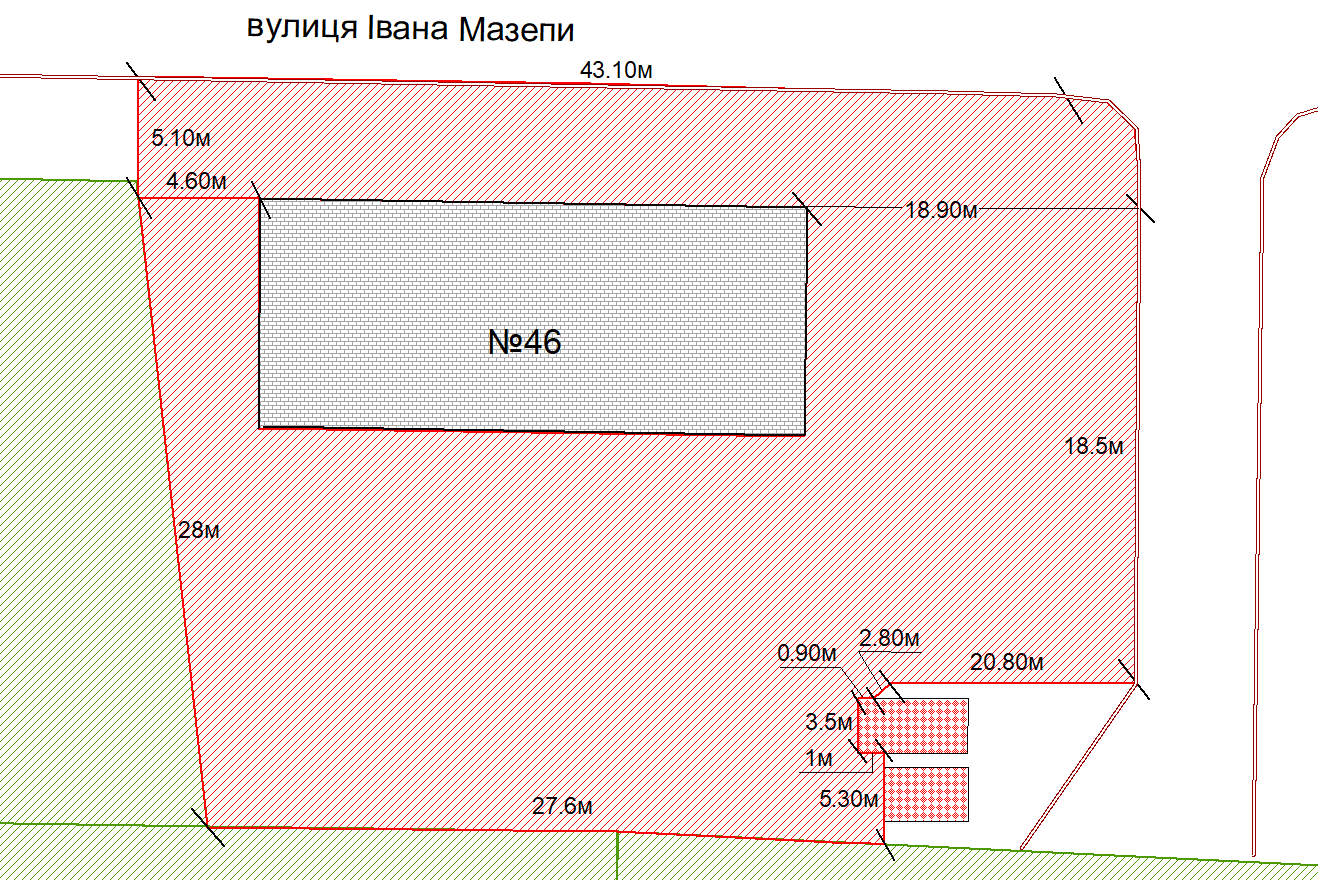 вулиця Івана Мазепи
43.10м
5.10м
4.60м
18.90м
№46
18.5м
28м
2.80м
0.90м
20.80м
3.5м
1м
5.30м
27.6м